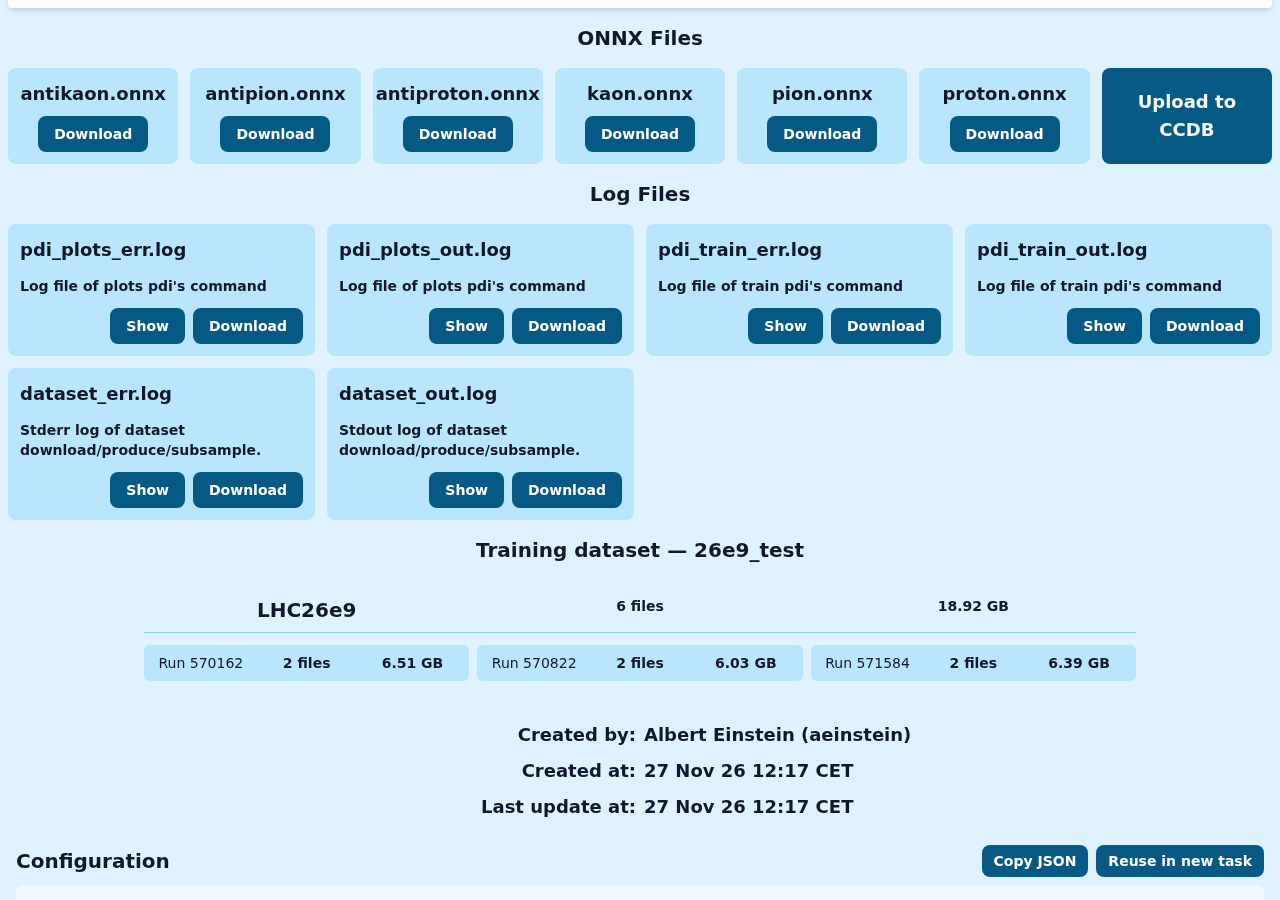 ONNX Files
antikaon.onnx
Download
antipion.onnx
Download
antiproton.onnx
Download
kaon.onnx
Download
pion.onnx
Download
proton.onnx
Download
Upload to
CCDB
Log Files
pdi_plots_err.log
Log file of plots pdi's command
Show Download
pdi_plots_out.log
Log file of plots pdi's command
Show Download
pdi_train_err.log
Log file of train pdi's command
Show Download
pdi_train_out.log
Log file of train pdi's command
Show Download
dataset_err.log
Stderr log of dataset
download/produce/subsample.
Show Download
dataset_out.log
Stdout log of dataset
download/produce/subsample.
Show Download
Training dataset — 26e9_test
LHC26e9 6 files 18.92 GB
Run 570162 2 files 6.51 GB
Run 570822 2 files 6.03 GB
Run 571584 2 files 6.39 GB
Created by: Albert Einstein (aeinstein)
Created at: 27 Nov 26 12:17 CET
Last update at: 27 Nov 26 12:17 CET
Configuration
Copy JSON Reuse in new task